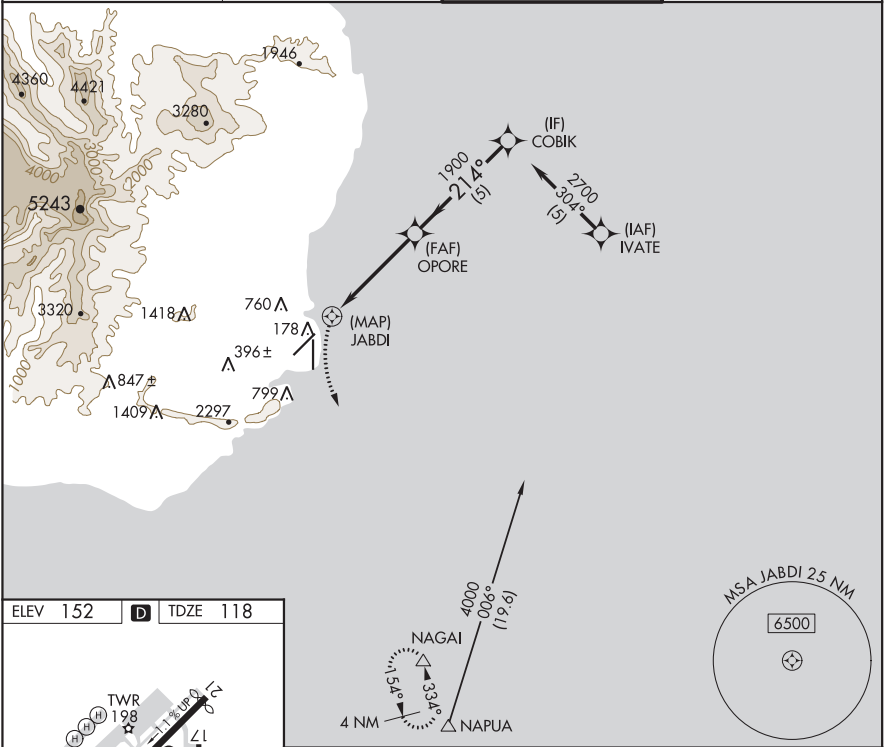 1946
4360
4421
3280
(IF)
COBIK
3000
2000
4000
1900
214°
(5)
2700
304°
(5)
5243
(IAF)
IVATE
(FAF)
OPORE
3320
1418
760
(MAP)
JABDI
178
396±
1000
847±
799
1409
2297
MSA JABDI 25 NM
6500
4000
006°
(19.6)
NAGAI
154°
334°
4 NM
NAPUA
ELEV 152
D
TDZE 118
TWR
198
1.1% UP
21
17
H
H
H